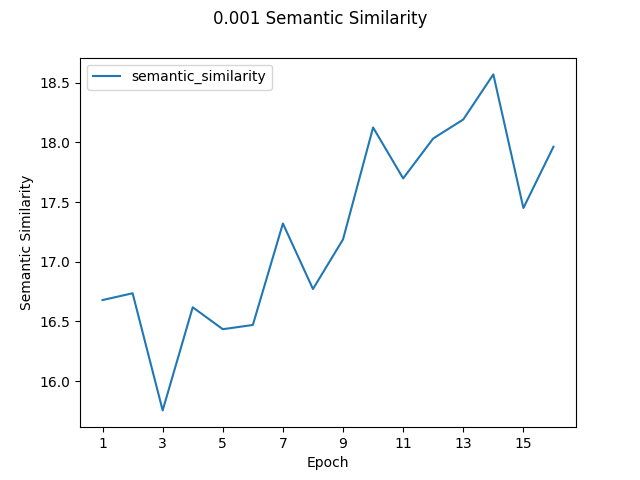 0.001 Semantic Similarity
semantic_similarity
Semantic Similarity
18.5
18.0
17.5
17.0
16.5
16.0
1 3 5 7 9 11 13 15
Epoch